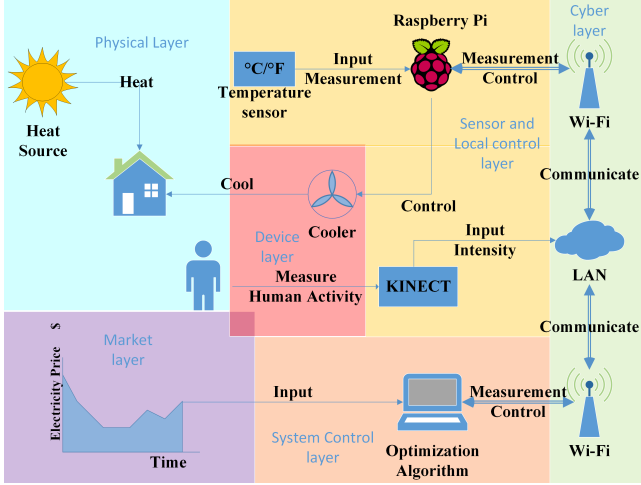 Physical Layer
Heat
Heat
Source
°C/°F
Temperature
sensor
Input
Measurement
Raspberry Pi
Measurement
Control
Cyber
layer
Wi-Fi
Sensor and
Local control
layer
Communicate
Cool
Cooler
Control
Device
layer
Measure
Human Activity
KINECT
Input
Intensity
LAN
Communicate
Market
layer
Electricity Price $
Time
Input
System Control
layer
Optimization
Algorithm
Measurement
Control
Wi-Fi